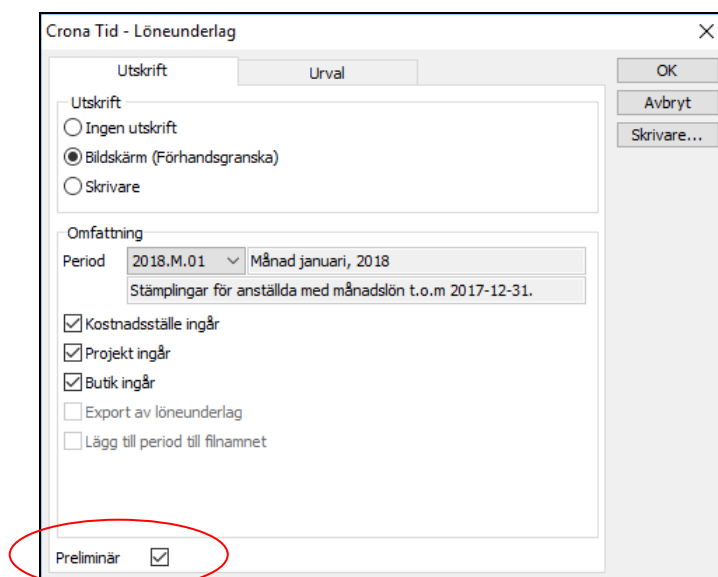 Crona Tid - Löneunderlag
Utskrift
Urval
OK
Avbryt
Skrivare...
Utskrift
Ingen utskrift
Bildskärm (Förhandsgranska)
Skrivare
Omfattning
Period 2018.M.01 Månad januari, 2018
Stämplingar för anställda med månadslön t.o.m 2017-12-31.
Kostnadsställe ingår
Projekt ingår
Butik ingår
Export av löneunderlag
Lägg till period till filnamnet
Preliminär